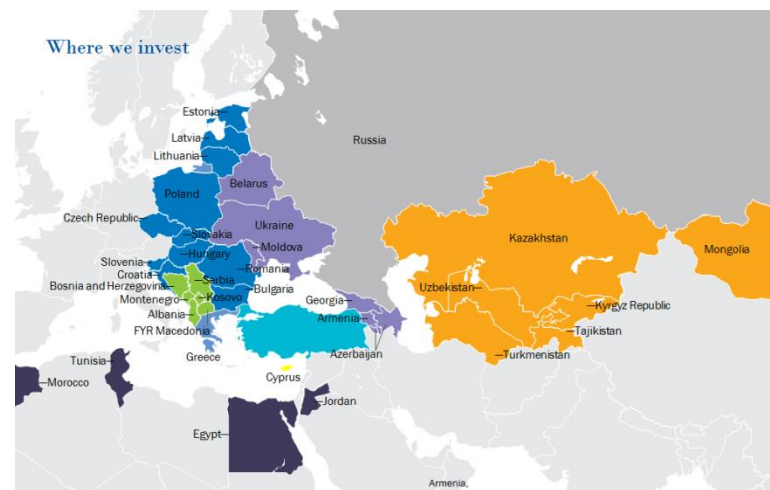 Where we invest
Estonia
Russia
Latvia
Lithuania
Belarus
Poland
Czech Republic
Ukraine
Slovakia
Kazakhstan
Moldova
Mongolia
Hungary
Slovenia
Romania
Croatia
Serbia
Bosnia and Herzegovina
Uzbekistan
Bulgaria
Montenegro
Kosovo
Georgia
Kyrgyz Republic
Albania
Armenia
FYR Macedonia
Tajikistan
Azerbaijan
Turkmenistan
Greece
Tunisia
Cyprus
Morocco
Jordan
Egypt
Armenia,